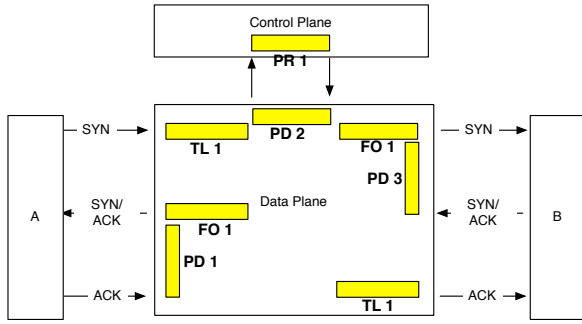 Control Plane
PR 1
SYN
TL 1
PD 2
FO 1
SYN
PD 3
A
SYN/
ACK
FO 1
Data Plane
SYN/
ACK
B
PD 1
ACK
TL 1
ACK